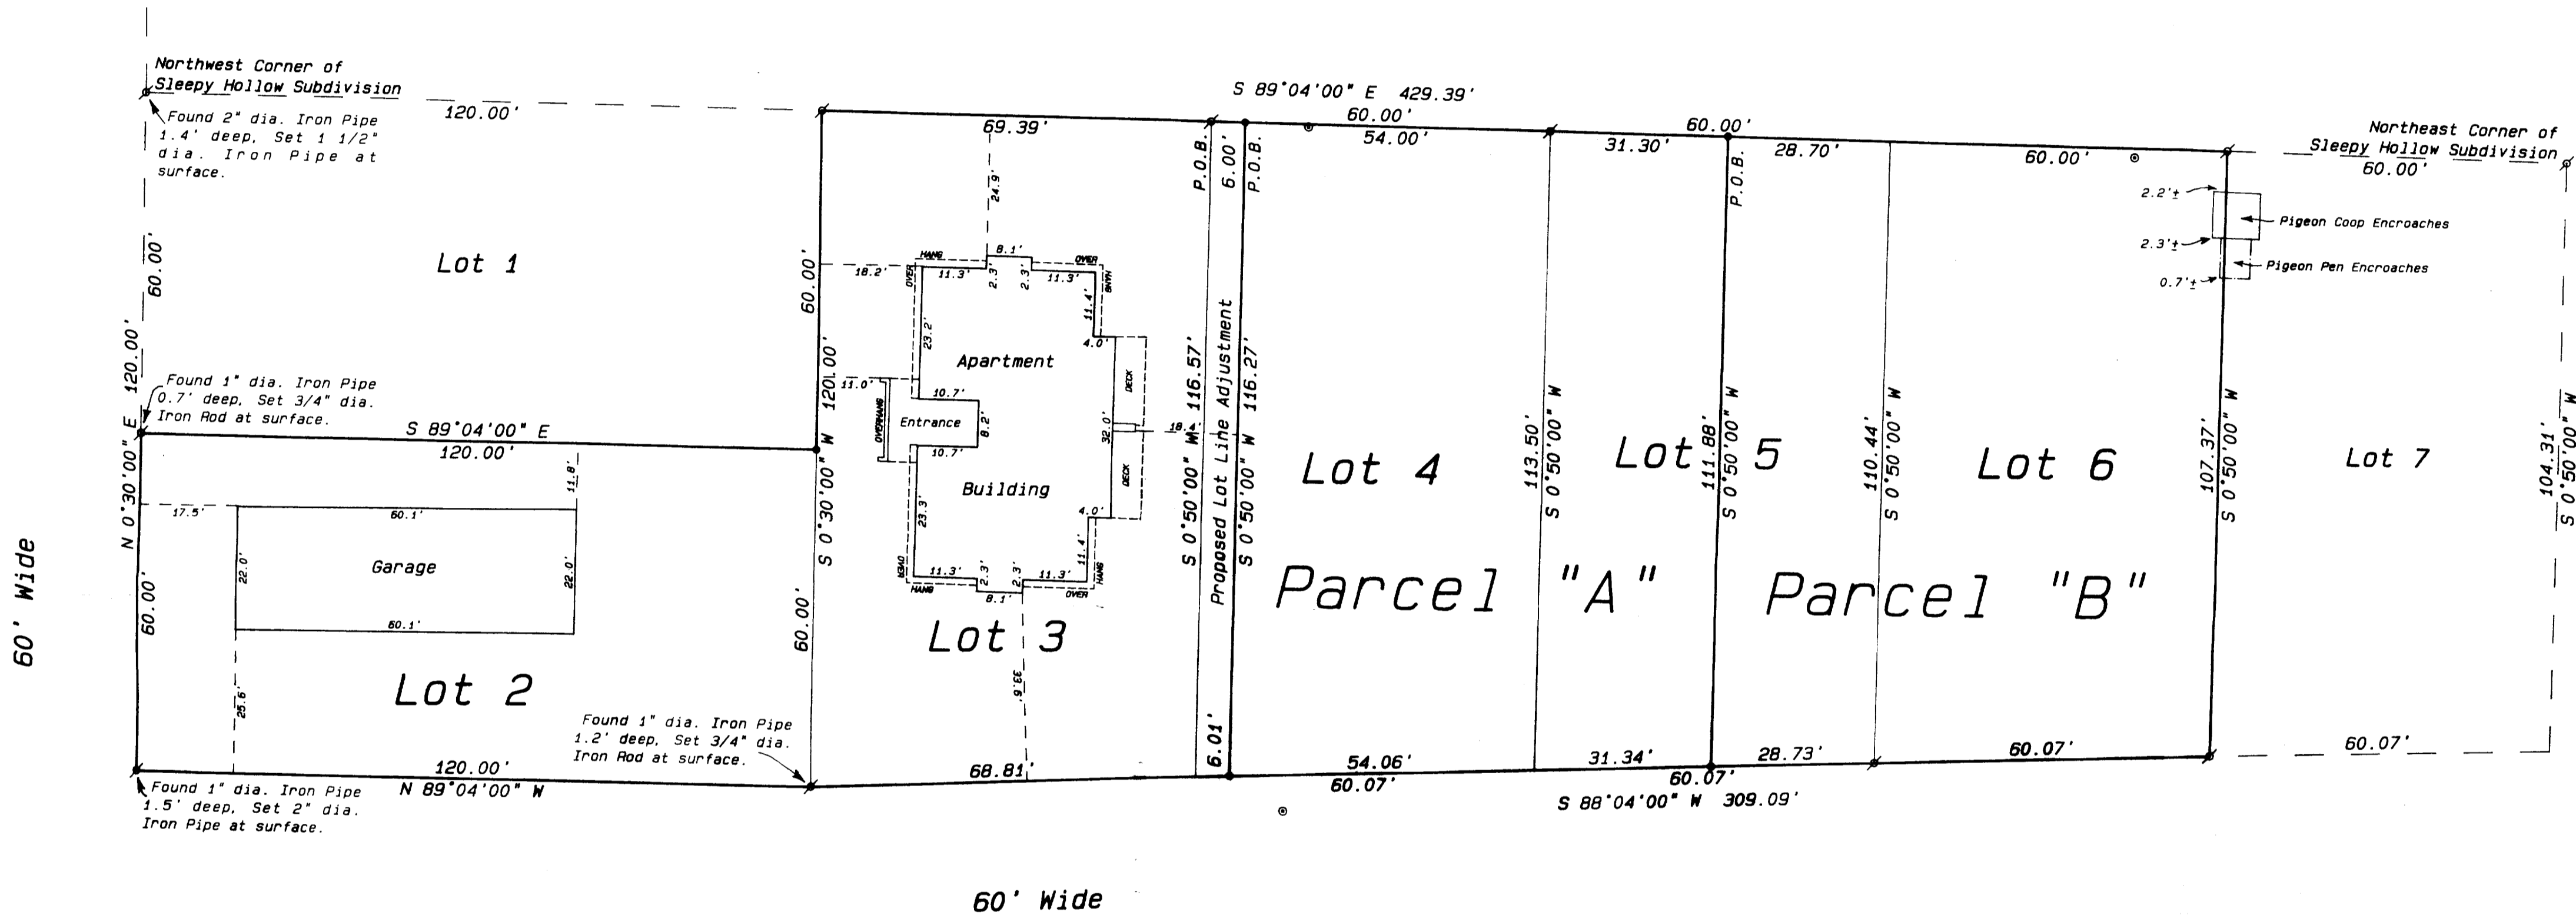 Northwest Corner of
Sleepy Hollow Subdivision
Found 2" dia. Iron Pipe
1.4' deep, Set 1 1/2"
dia. Iron Pipe at
surface.
120.00'
S 89°04'00" E 429.39'
69.39'
60.00'
54.00'
60.00'
31.30'
28.70'
60.00'
Northeast Corner of
Sleepy Hollow Subdivision
60.00'
P.O.B.
6.00'
P.O.B.
P.O.B.
2.2'±
Pigeon Coop Encroaches
2.3'±
Pigeon Pen Encroaches
0.7'±
60.00'
Lot 1
N 0°30'00" E 120.00'
Found 1" dia. Iron Pipe
0.7' deep, Set 3/4" dia.
Iron Rod at surface.
S 89°04'00" E
120.00'
60.00'
S 0°30'00" W 120.00'
60.00'
24.9'
18.2'
OVER
HANG
11.3'
2.3'
8.1'
2.3'
11.3'
OVER
HANG
11.4'
4.0'
23.2'
Apartment
11.0'
10.7'
OVERHANG
Entrance
8.2'
10.7'
32.0'
DECK
DECK
18.4'
Building
23.3'
4.0'
11.4'
OVER
HANG
11.3'
2.3'
8.1'
2.3'
11.3'
OVER
HANG
33.6'
Lot 3
68.81'
S 0°50'00" W 116.57'
Proposed Lot Line Adjustment
S 0°50'00" W 116.27'
6.01'
Lot 4
113.50'
S 0°50'00" W
Lot 5
111.88'
S 0°50'00" W
110.44'
S 0°50'00" W
Lot 6
107.37'
S 0°50'00" W
Lot 7
104.31'
S 0°50'00" W
Parcel "A"
Parcel "B"
17.5'
60.1'
11.8'
22.0'
Garage
22.0'
60.1'
60.00'
25.6'
Lot 2
Found 1" dia. Iron Pipe
1.2' deep, Set 3/4" dia.
Iron Rod at surface.
120.00'
N 89°04'00" W
Found 1" dia. Iron Pipe
1.5' deep, Set 2" dia.
Iron Pipe at surface.
54.06'
60.07'
31.34'
28.73'
60.07'
60.07'
60.07'
S 88°04'00" W 309.09'
60' Wide
60' Wide